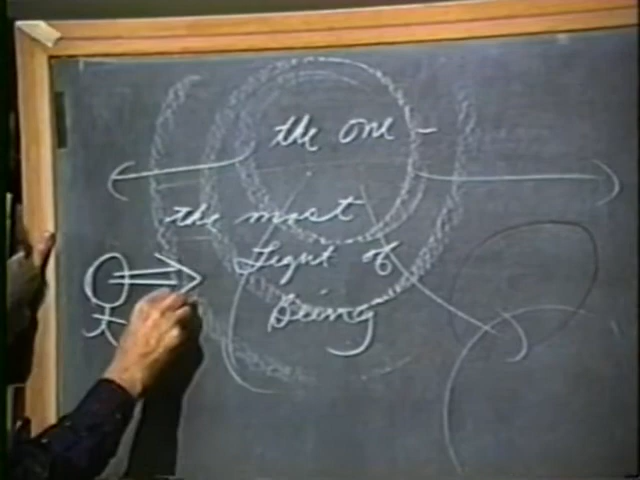 the one -
the most
Light of
Being